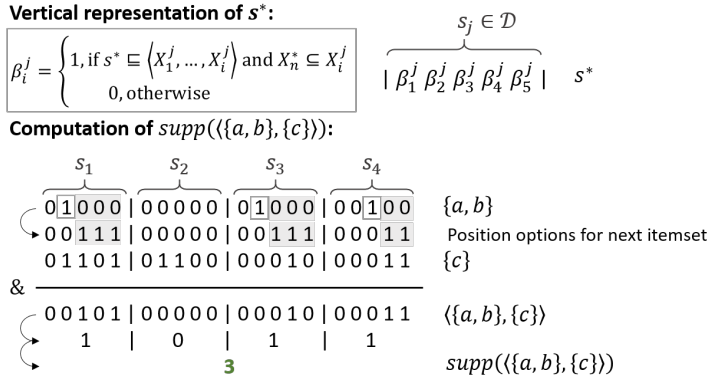 Vertical representation of s*:
β_i^j = { 1, if s* ⊑ ⟨X_1^j, ..., X_i^j⟩ and X_n^* ⊆ X_i^j
0, otherwise
s_j ∈ 𝒟
| β_1^j β_2^j β_3^j β_4^j β_5^j | s*
Computation of supp(⟨{a, b}, {c}⟩):
s_1 s_2 s_3 s_4
0 1 0 0 0 | 0 0 0 0 0 | 0 1 0 0 0 | 0 0 1 0 0 {a, b}
0 0 1 1 1 | 0 0 0 0 0 | 0 0 1 1 1 | 0 0 0 1 1 Position options for next itemset
0 1 1 0 1 | 0 1 1 0 0 | 0 0 0 1 0 | 0 0 0 1 1 {c}
&
0 0 1 0 1 | 0 0 0 0 0 | 0 0 0 1 0 | 0 0 0 1 1 ⟨{a, b}, {c}⟩
1 | 0 | 1 | 1
3 supp(⟨{a, b}, {c}⟩)